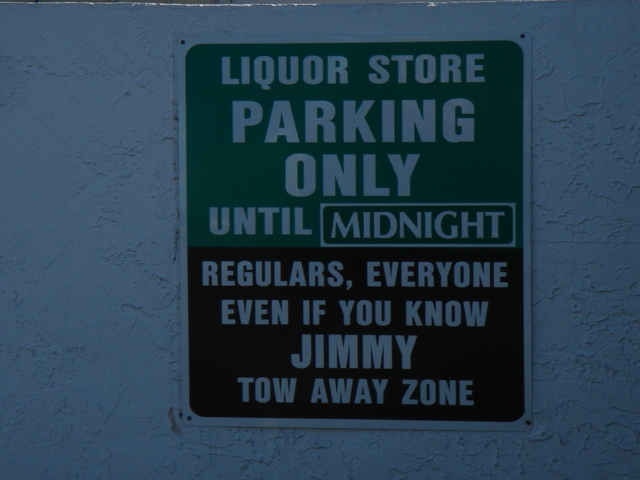 LIQUOR STORE
PARKING
ONLY
UNTIL MIDNIGHT
REGULARS, EVERYONE
EVEN IF YOU KNOW
JIMMY
TOW AWAY ZONE